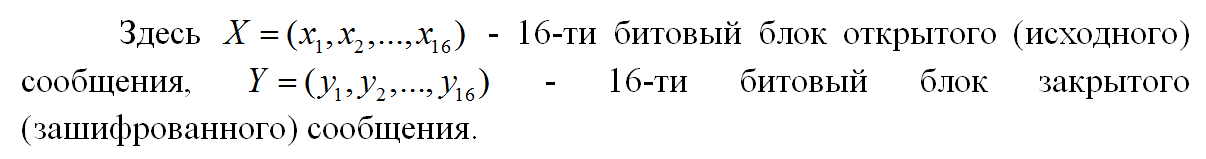 Здесь X = (x₁, x₂, ..., x₁₆) - 16-ти битовый блок открытого (исходного)
сообщения, Y = (y₁, y₂, ..., y₁₆) - 16-ти битовый блок закрытого
(зашифрованного) сообщения.